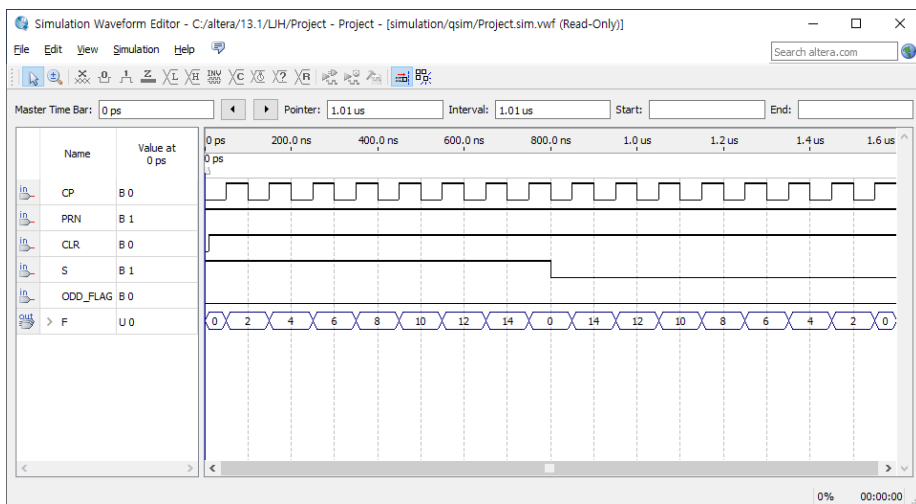 Simulation Waveform Editor - C:/altera/13.1/LJH/Project - Project - [simulation/qsim/Project.sim.vwf (Read-Only)]
File Edit View Simulation Help Search altera.com
Master Time Bar: 0 ps Pointer: 1.01 us Interval: 1.01 us Start: End:
Name Value at 0 ps
0 ps 200.0 ns 400.0 ns 600.0 ns 800.0 ns 1.0 us 1.2 us 1.4 us 1.6 us
0 ps
CP B 0
PRN B 1
CLR B 0
S B 1
ODD_FLAG B 0
F U 0 0 2 4 6 8 10 12 14 0 14 12 10 8 6 4 2 0
0% 00:00:00